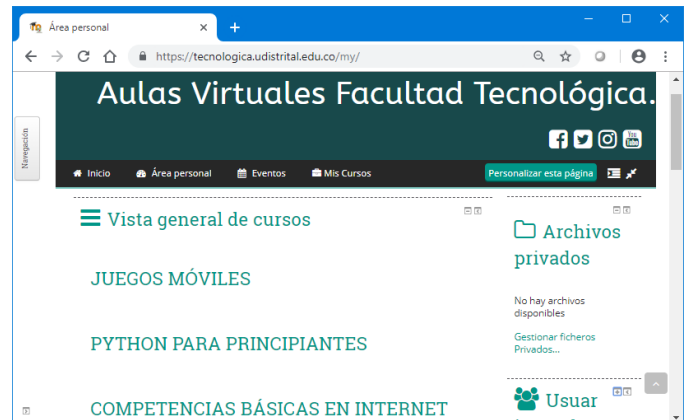 Área personal
https://tecnologica.udistrital.edu.co/my/
Aulas Virtuales Facultad Tecnológica.
You Tube
Navegación
Inicio Área personal Eventos Mis Cursos Personalizar esta página
Vista general de cursos
JUEGOS MÓVILES
PYTHON PARA PRINCIPIANTES
COMPETENCIAS BÁSICAS EN INTERNET
Archivos
privados
No hay archivos
disponibles
Gestionar ficheros
Privados...
Usuar